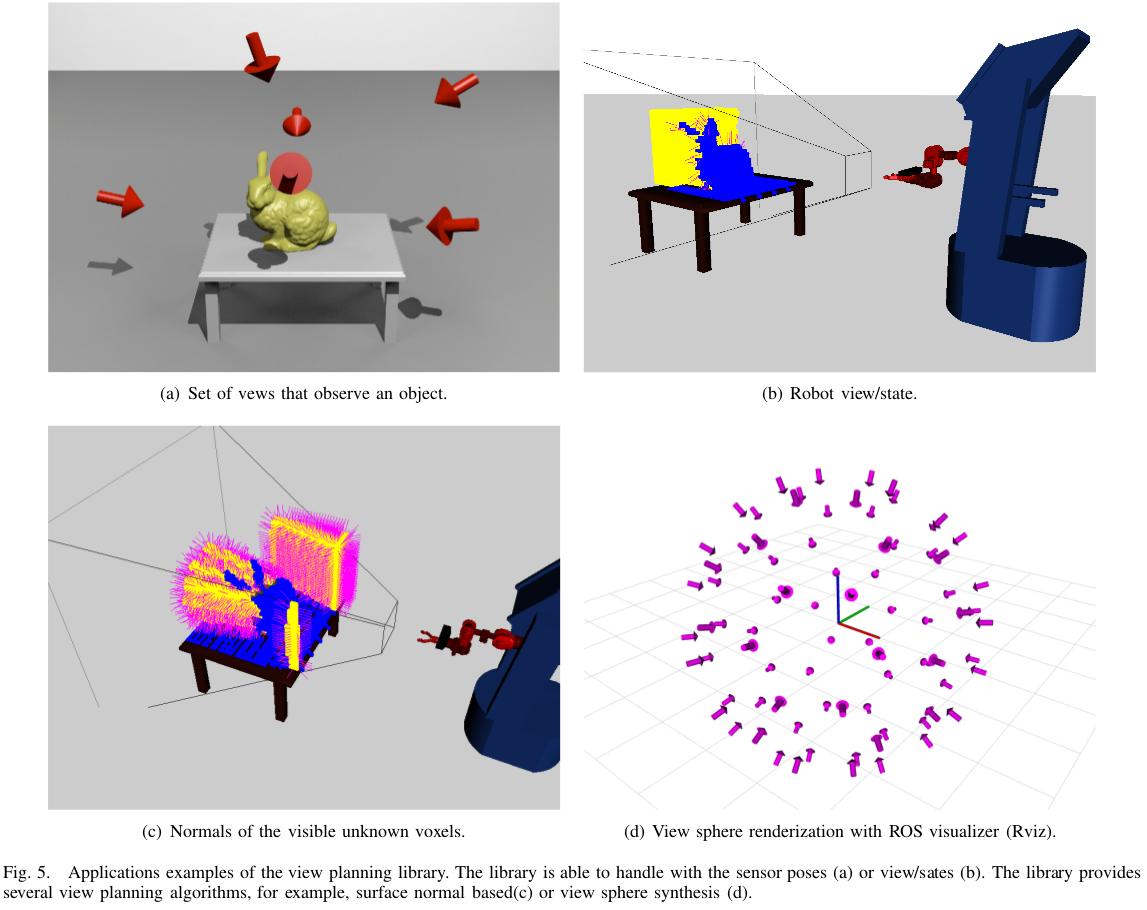 (a) Set of vews that observe an object.
(b) Robot view/state.
(c) Normals of the visible unknown voxels.
(d) View sphere renderization with ROS visualizer (Rviz).
Fig. 5. Applications examples of the view planning library. The library is able to handle with the sensor poses (a) or view/sates (b). The library provides
several view planning algorithms, for example, surface normal based(c) or view sphere synthesis (d).